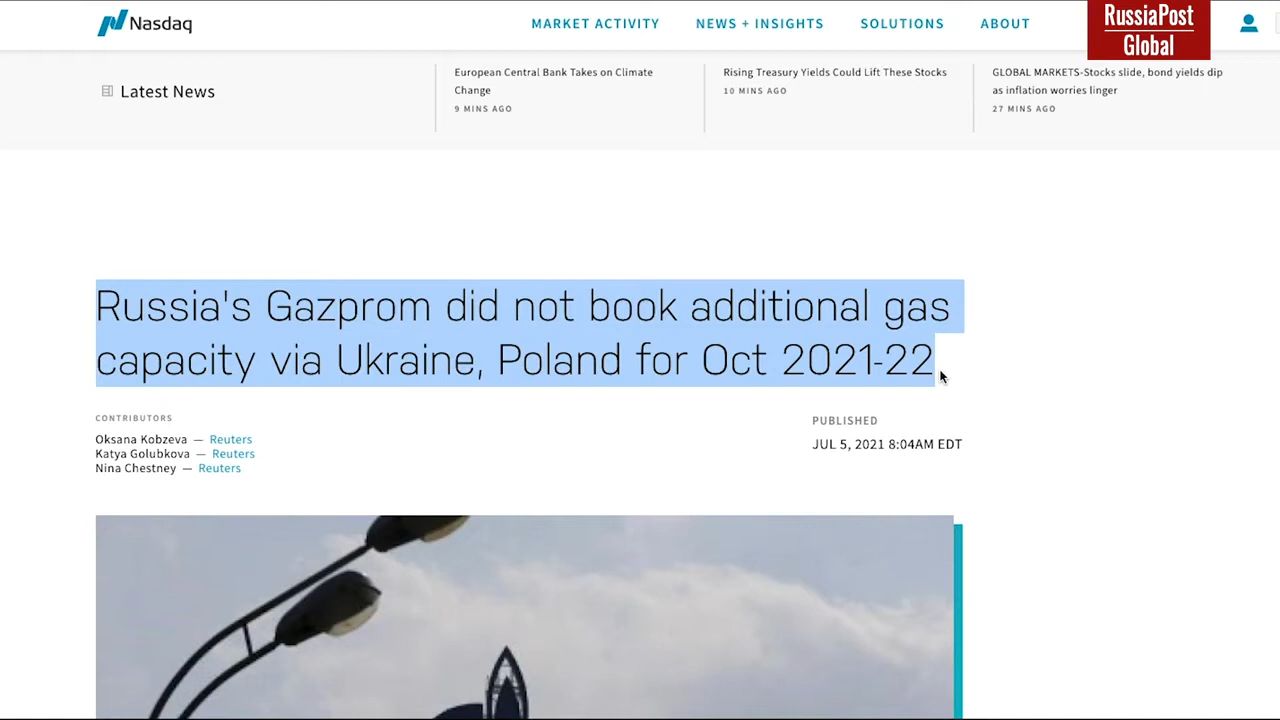 Nasdaq
MARKET ACTIVITY
NEWS + INSIGHTS
SOLUTIONS
ABOUT
RussiaPost
Global
Latest News
European Central Bank Takes on Climate
Change
9 MINS AGO
Rising Treasury Yields Could Lift These Stocks
10 MINS AGO
GLOBAL MARKETS-Stocks slide, bond yields dip
as inflation worries linger
27 MINS AGO
Russia's Gazprom did not book additional gas
capacity via Ukraine, Poland for Oct 2021-22
CONTRIBUTORS
Oksana Kobzeva — Reuters
Katya Golubkova — Reuters
Nina Chestney — Reuters
PUBLISHED
JUL 5, 2021 8:04AM EDT